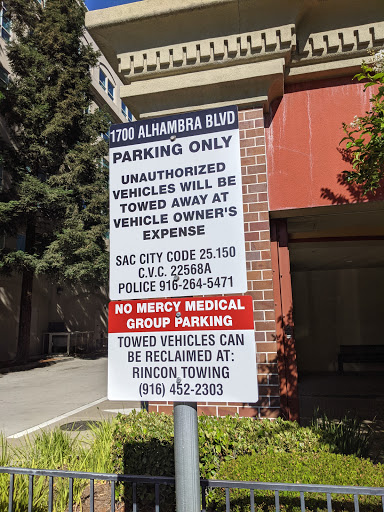 1700 ALHAMBRA BLVD
PARKING ONLY
UNAUTHORIZED
VEHICLES WILL BE
TOWED AWAY AT
VEHICLE OWNER'S
EXPENSE
SAC CITY CODE 25.150
C.V.C. 22568A
POLICE 916-264-5471
NO MERCY MEDICAL
GROUP PARKING
TOWED VEHICLES CAN
BE RECLAIMED AT:
RINCON TOWING
(916) 452-2303